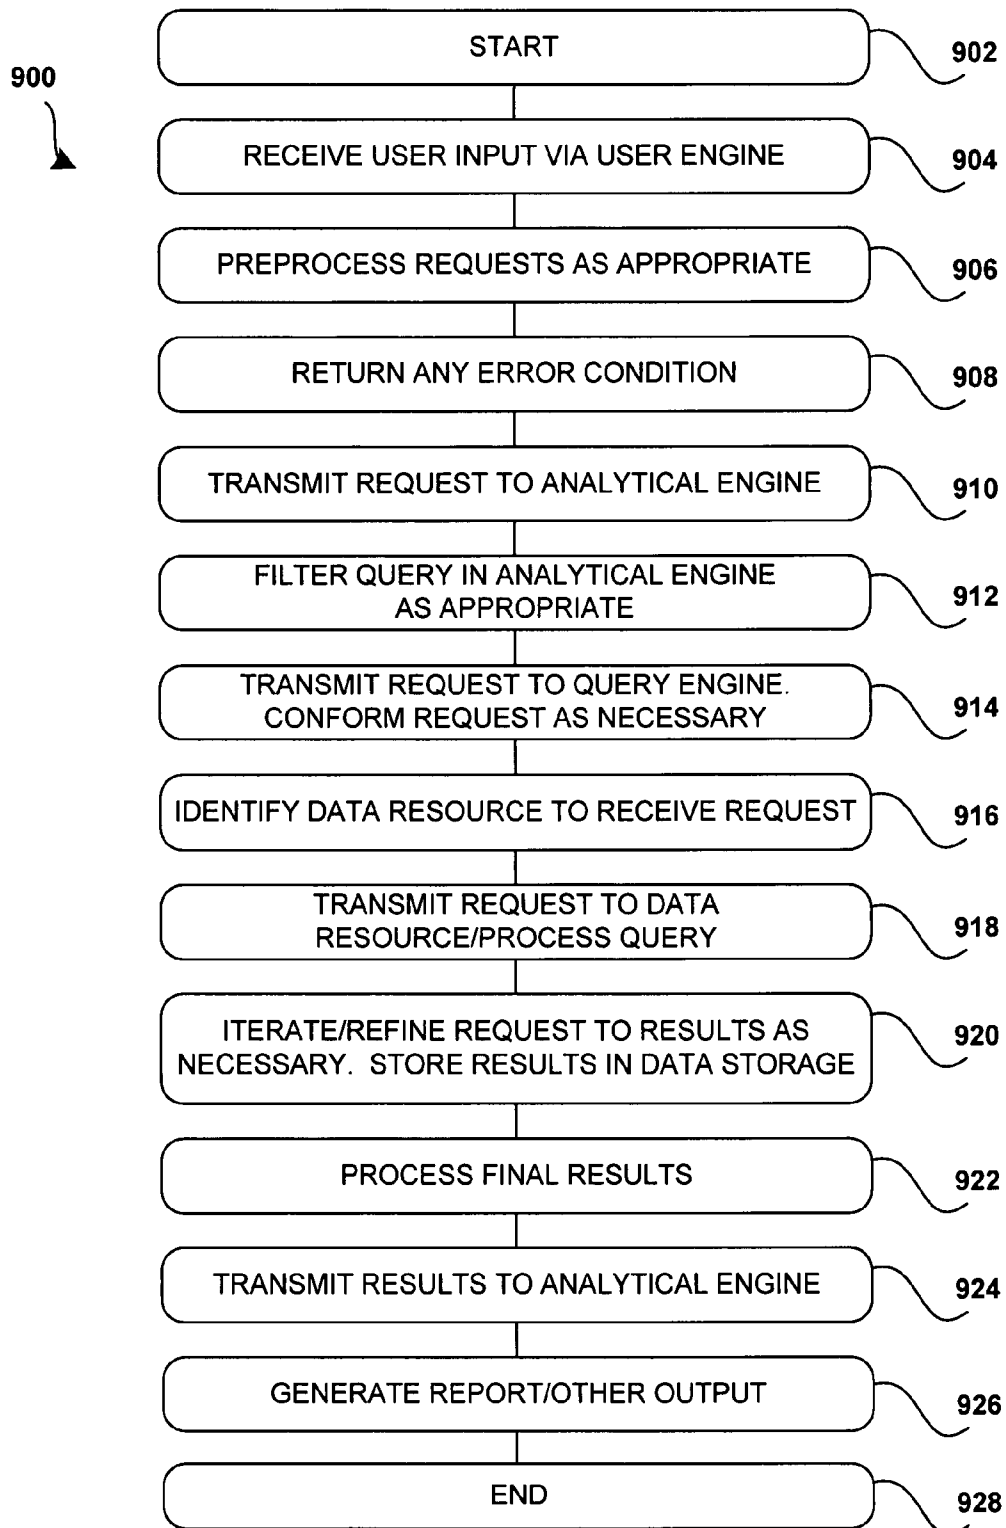 START
902
900
RECEIVE USER INPUT VIA USER ENGINE
904
PREPROCESS REQUESTS AS APPROPRIATE
906
RETURN ANY ERROR CONDITION
908
TRANSMIT REQUEST TO ANALYTICAL ENGINE
910
FILTER QUERY IN ANALYTICAL ENGINE
AS APPROPRIATE
912
TRANSMIT REQUEST TO QUERY ENGINE.
CONFORM REQUEST AS NECESSARY
914
IDENTIFY DATA RESOURCE TO RECEIVE REQUEST
916
TRANSMIT REQUEST TO DATA
RESOURCE/PROCESS QUERY
918
ITERATE/REFINE REQUEST TO RESULTS AS
NECESSARY. STORE RESULTS IN DATA STORAGE
920
PROCESS FINAL RESULTS
922
TRANSMIT RESULTS TO ANALYTICAL ENGINE
924
GENERATE REPORT/OTHER OUTPUT
926
END
928